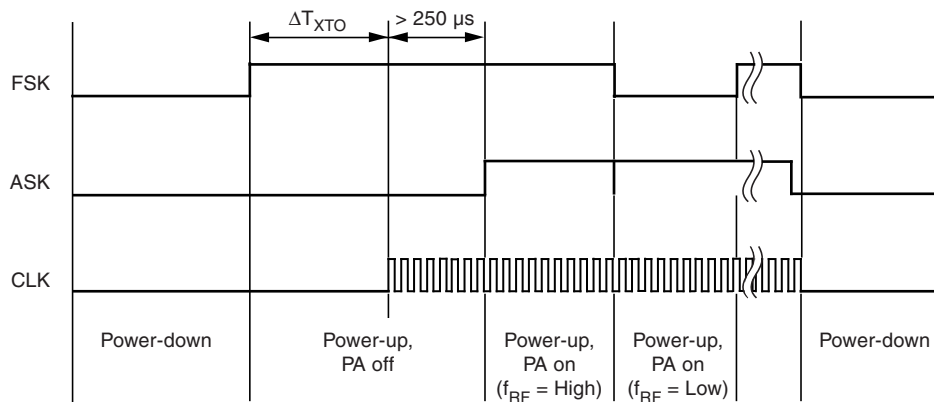 ΔT_XTO
> 250 µs
FSK
ASK
CLK
Power-down
Power-up,
PA off
Power-up,
PA on
(f_RF = High)
Power-up,
PA on
(f_RF = Low)
Power-down